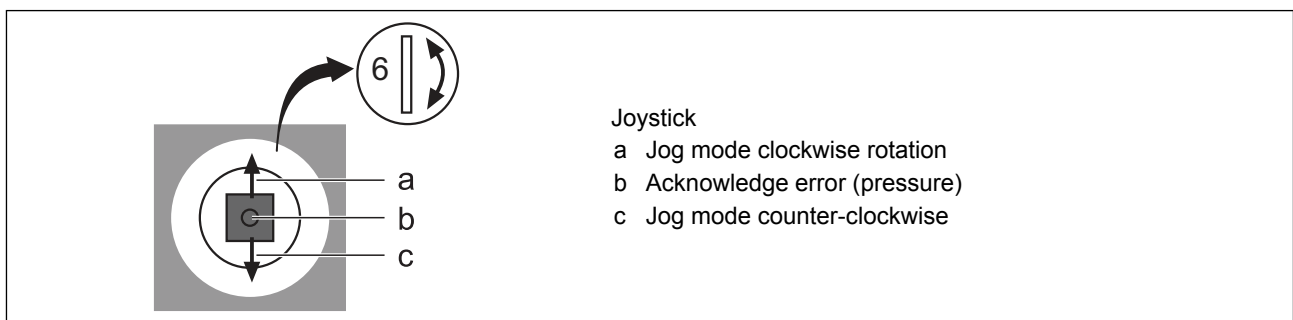 6
Joystick
a Jog mode clockwise rotation
b Acknowledge error (pressure)
c Jog mode counter-clockwise
a
b
c